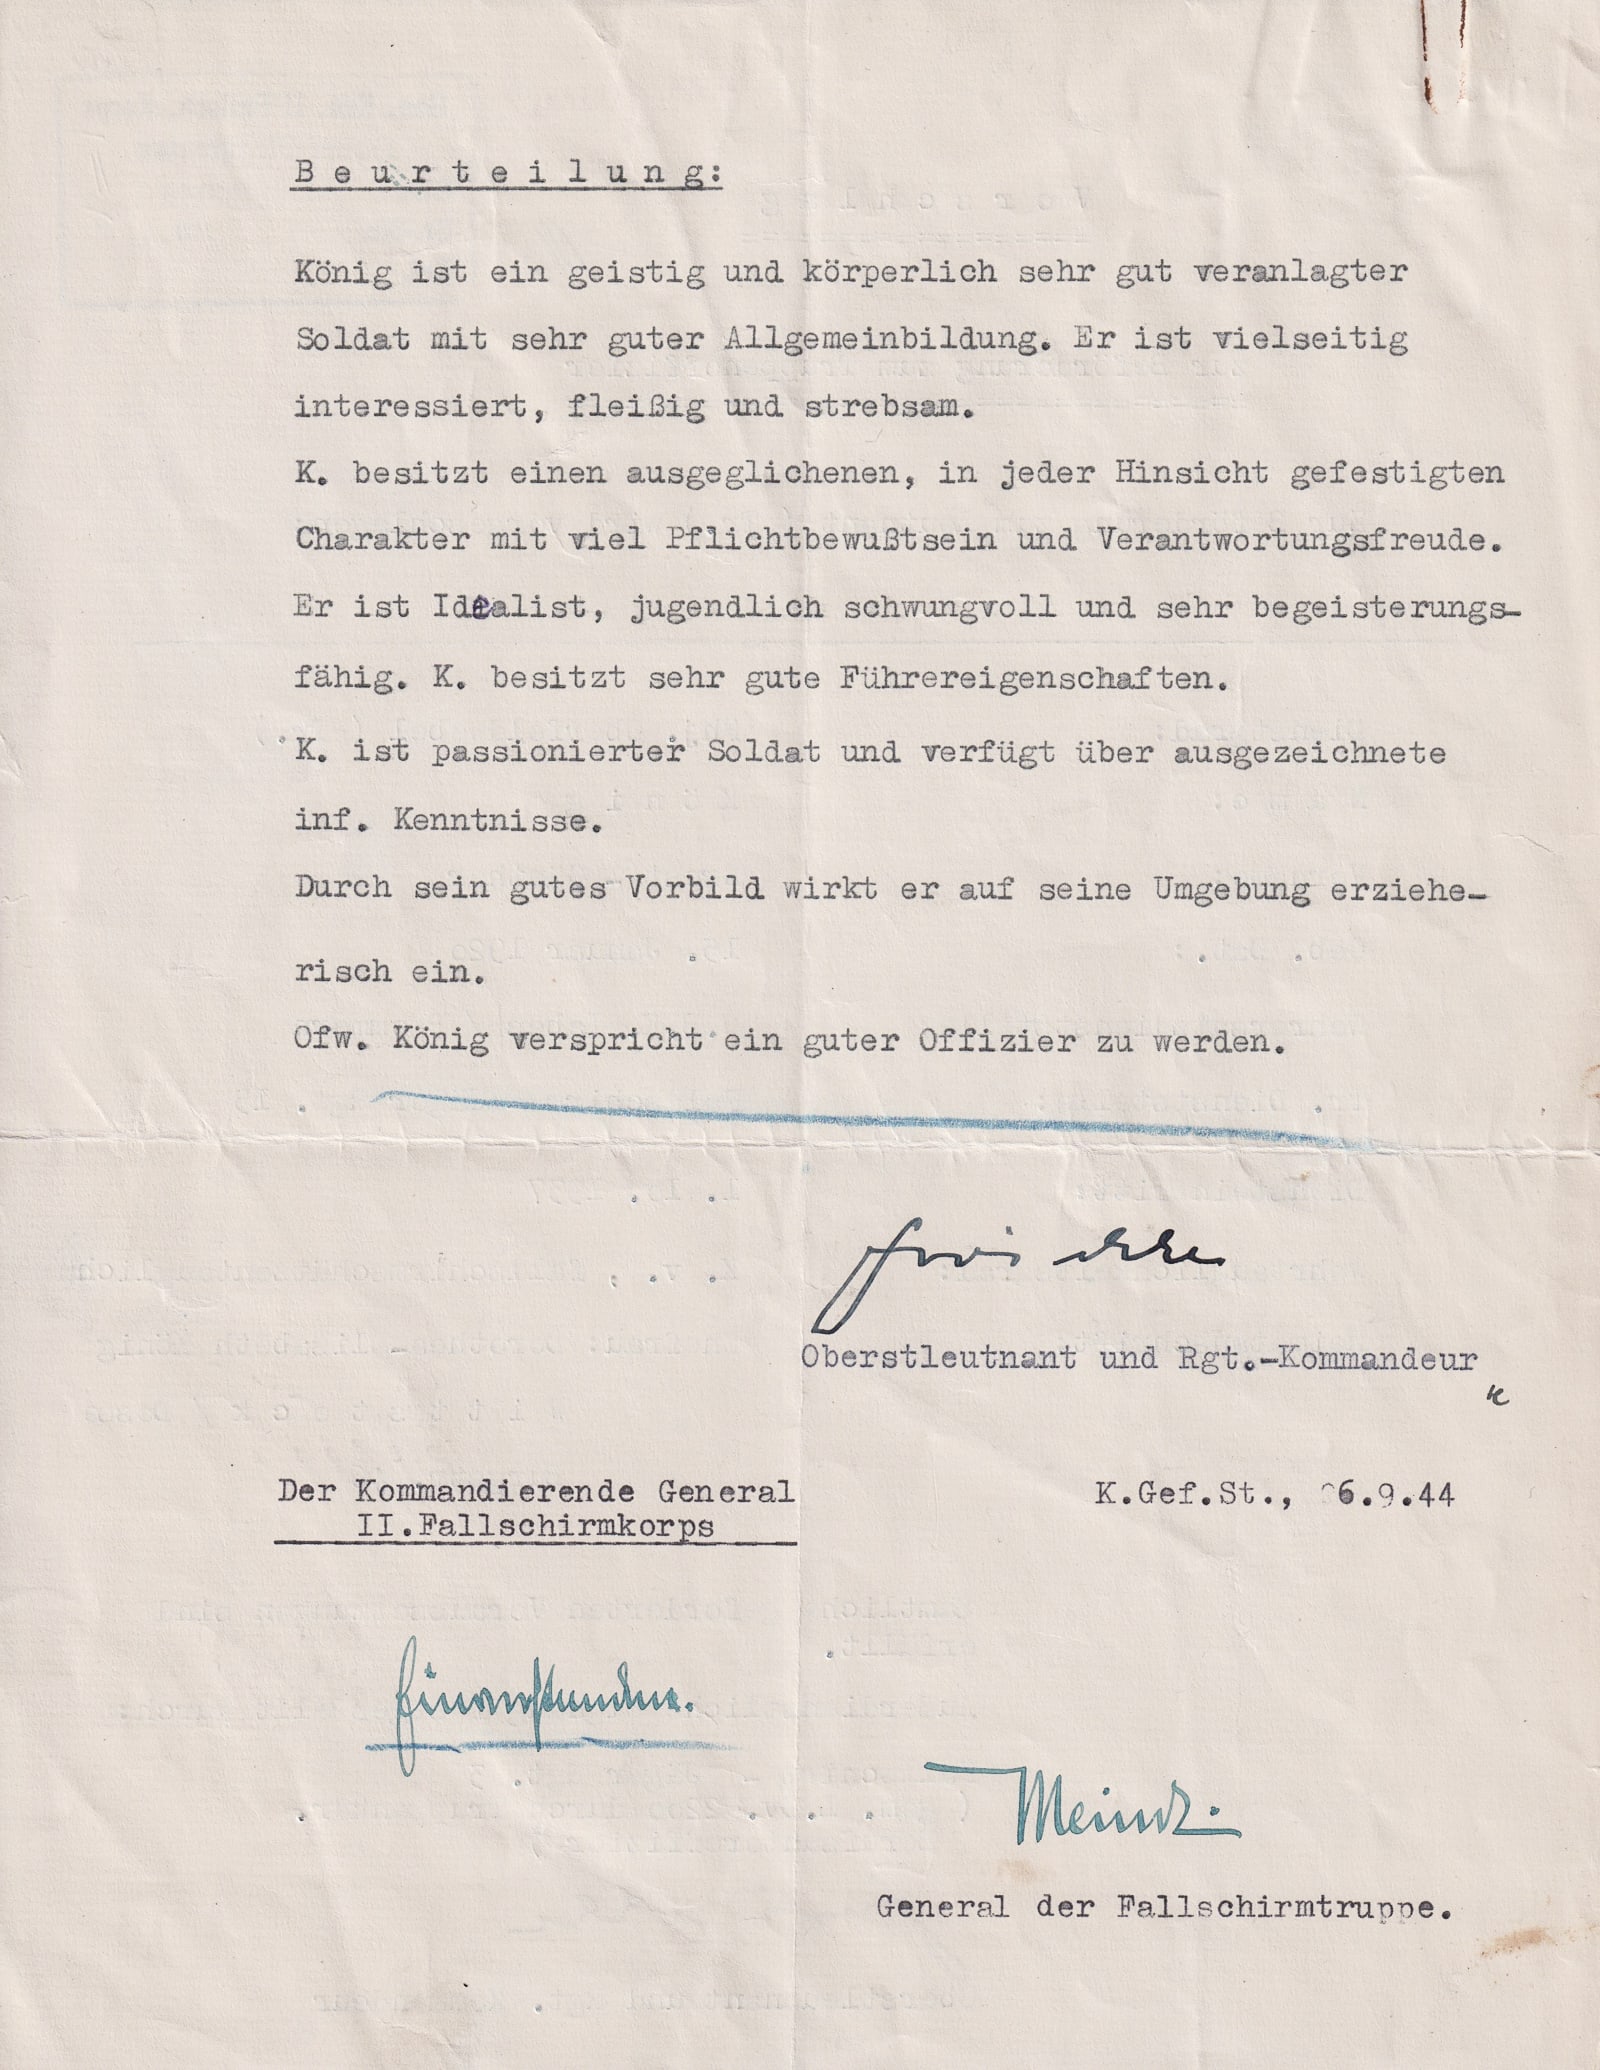 Beurteilung:
König ist ein geistig und körperlich sehr gut veranlagter
Soldat mit sehr guter Allgemeinbildung. Er ist vielseitig
interessiert, fleißig und strebsam.
K. besitzt einen ausgeglichenen, in jeder Hinsicht gefestigten
Charakter mit viel Pflichtbewußtsein und Verantwortungsfreude.
Er ist Idealist, jugendlich schwungvoll und sehr begeisterungs-
fähig. K. besitzt sehr gute Führereigenschaften.
K. ist passionierter Soldat und verfügt über ausgezeichnete
inf. Kenntnisse.
Durch sein gutes Vorbild wirkt er auf seine Umgebung erziehe-
risch ein.
Ofw. König verspricht ein guter Offizier zu werden.
Oberstleutnant und Rgt.-Kommandeur
Der Kommandierende General
II.Fallschirmkorps
K.Gef.St., 6.9.44
Einverstanden.
Meindl.
General der Fallschirmtruppe.